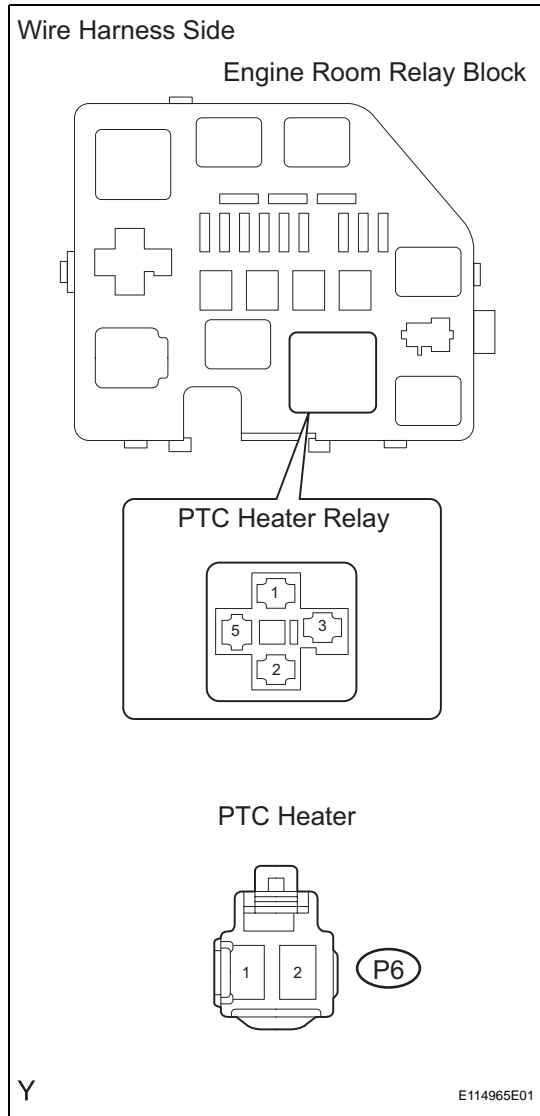 Wire Harness Side
Engine Room Relay Block
PTC Heater Relay
1
5
3
2
PTC Heater
1 2
P6
Y
E114965E01